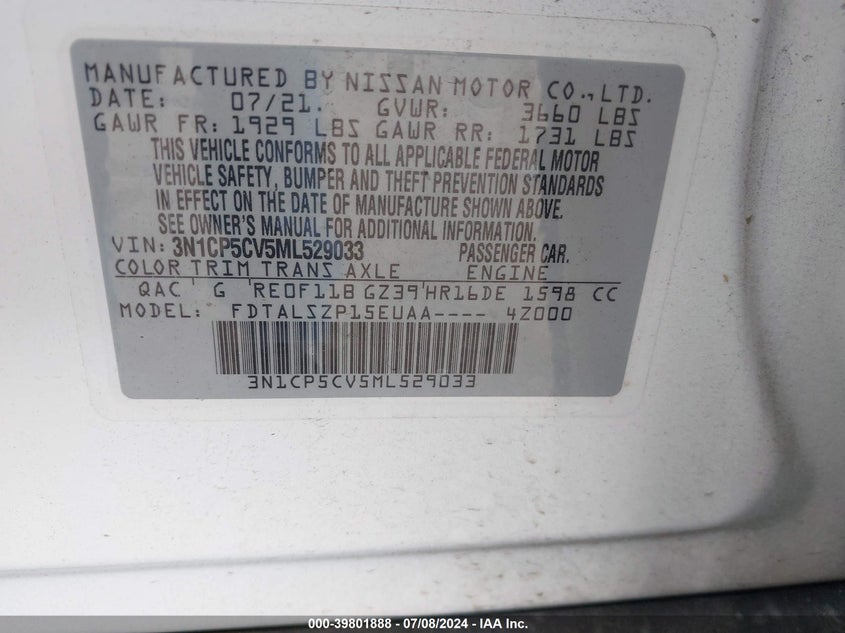 MANUFACTURED BY NISSAN MOTOR CO.,LTD.
DATE: 07/21. GVWR: 3660 LBS
GAWR FR: 1929 LBS GAWR RR: 1731 LBS
THIS VEHICLE CONFORMS TO ALL APPLICABLE FEDERAL MOTOR
VEHICLE SAFETY, BUMPER AND THEFT PREVENTION STANDARDS
IN EFFECT ON THE DATE OF MANUFACTURE SHOWN ABOVE.
SEE OWNER'S MANUAL FOR ADDITIONAL INFORMATION.
VIN: 3N1CP5CV5ML529033 PASSENGER CAR.
COLOR TRIM TRANS AXLE ENGINE
QAC G RE0F11B GZ39 HR16DE 1598 CC
MODEL: FDTALSZP15EUAA---- 4Z000
3N1CP5CV5ML529033
000-39801888 - 07/08/2024 - IAA Inc.